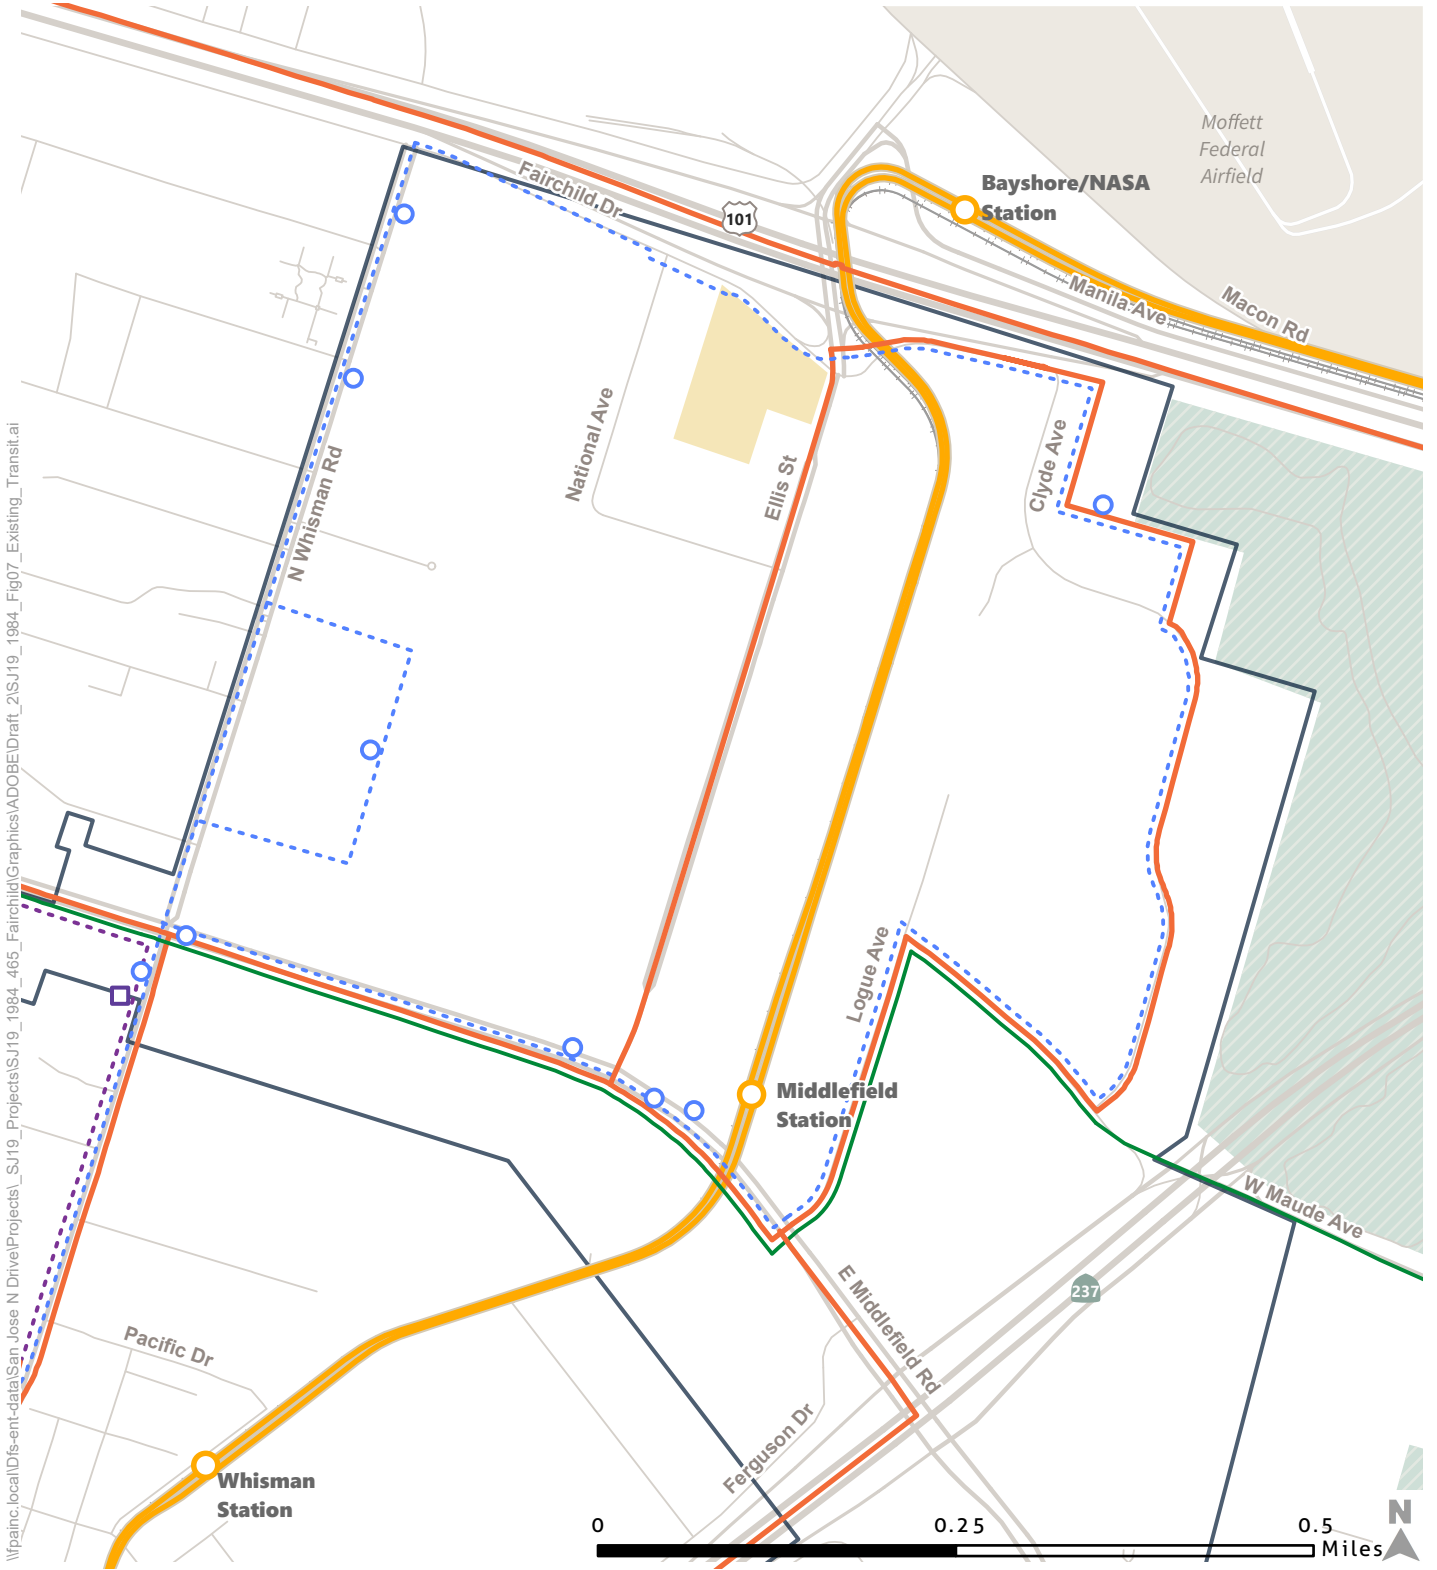 Moffett
Federal
Airfield
Bayshore/NASA
Station
Fairchild Dr
101
Manila Ave
Macon Rd
National Ave
Ellis St
Clyde Ave
N Whisman Rd
Logue Ave
Middlefield
Station
W Maude Ave
237
E Middlefield Rd
Pacific Dr
Ferguson Dr
Whisman
Station
0 0.25 0.5
Miles
N
\\fpainc.local\Dfs-ent-data\San Jose N Drive\Projects\_SJ19_Projects\SJ19_1984_465_Fairchild\Graphics\ADOBE\Draft_2\SJ19_1984_Fig07_Existing_Transit.ai